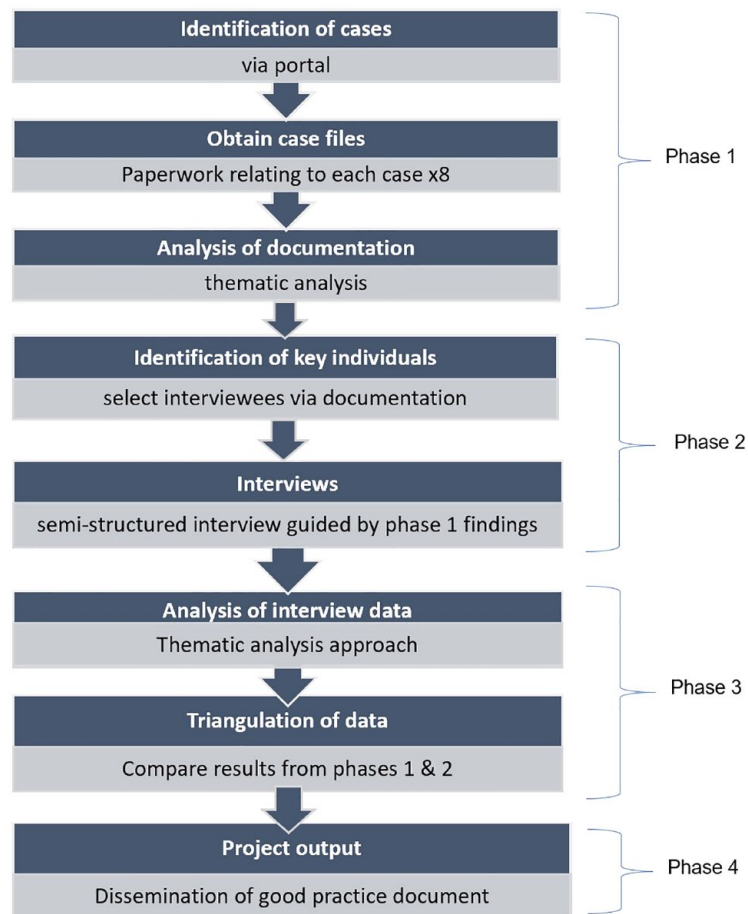 Identification of cases
via portal
Obtain case files
Paperwork relating to each case x8
Phase 1
Analysis of documentation
thematic analysis
Identification of key individuals
select interviewees via documentation
Phase 2
Interviews
semi-structured interview guided by phase 1 findings
Analysis of interview data
Thematic analysis approach
Phase 3
Triangulation of data
Compare results from phases 1 & 2
Project output
Phase 4
Dissemination of good practice document